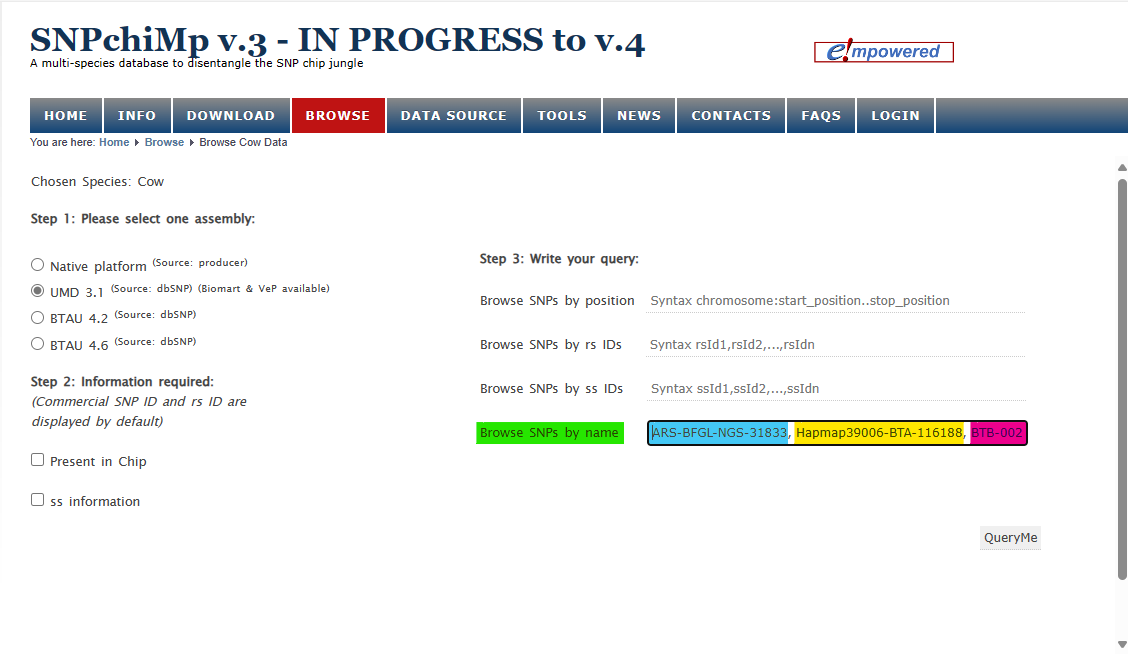 SNPchiMp v.3 - IN PROGRESS to v.4
A multi-species database to disentangle the SNP chip jungle
e!mpowered
HOME INFO DOWNLOAD BROWSE DATA SOURCE TOOLS NEWS CONTACTS FAQS LOGIN
You are here: Home Browse Browse Cow Data
Chosen Species: Cow
Step 1: Please select one assembly:
Native platform (Source: producer)
UMD 3.1 (Source: dbSNP) (Biomart & VeP available)
BTAU 4.2 (Source: dbSNP)
BTAU 4.6 (Source: dbSNP)
Step 2: Information required:
(Commercial SNP ID and rs ID are
displayed by default)
Present in Chip
ss information
Step 3: Write your query:
Browse SNPs by position Syntax chromosome:start_position..stop_position
Browse SNPs by rs IDs Syntax rsId1,rsId2,...,rsIdn
Browse SNPs by ss IDs Syntax ssId1,ssId2,...,ssIdn
Browse SNPs by name ARS-BFGL-NGS-31833, Hapmap39006-BTA-116188, BTB-002
QueryMe